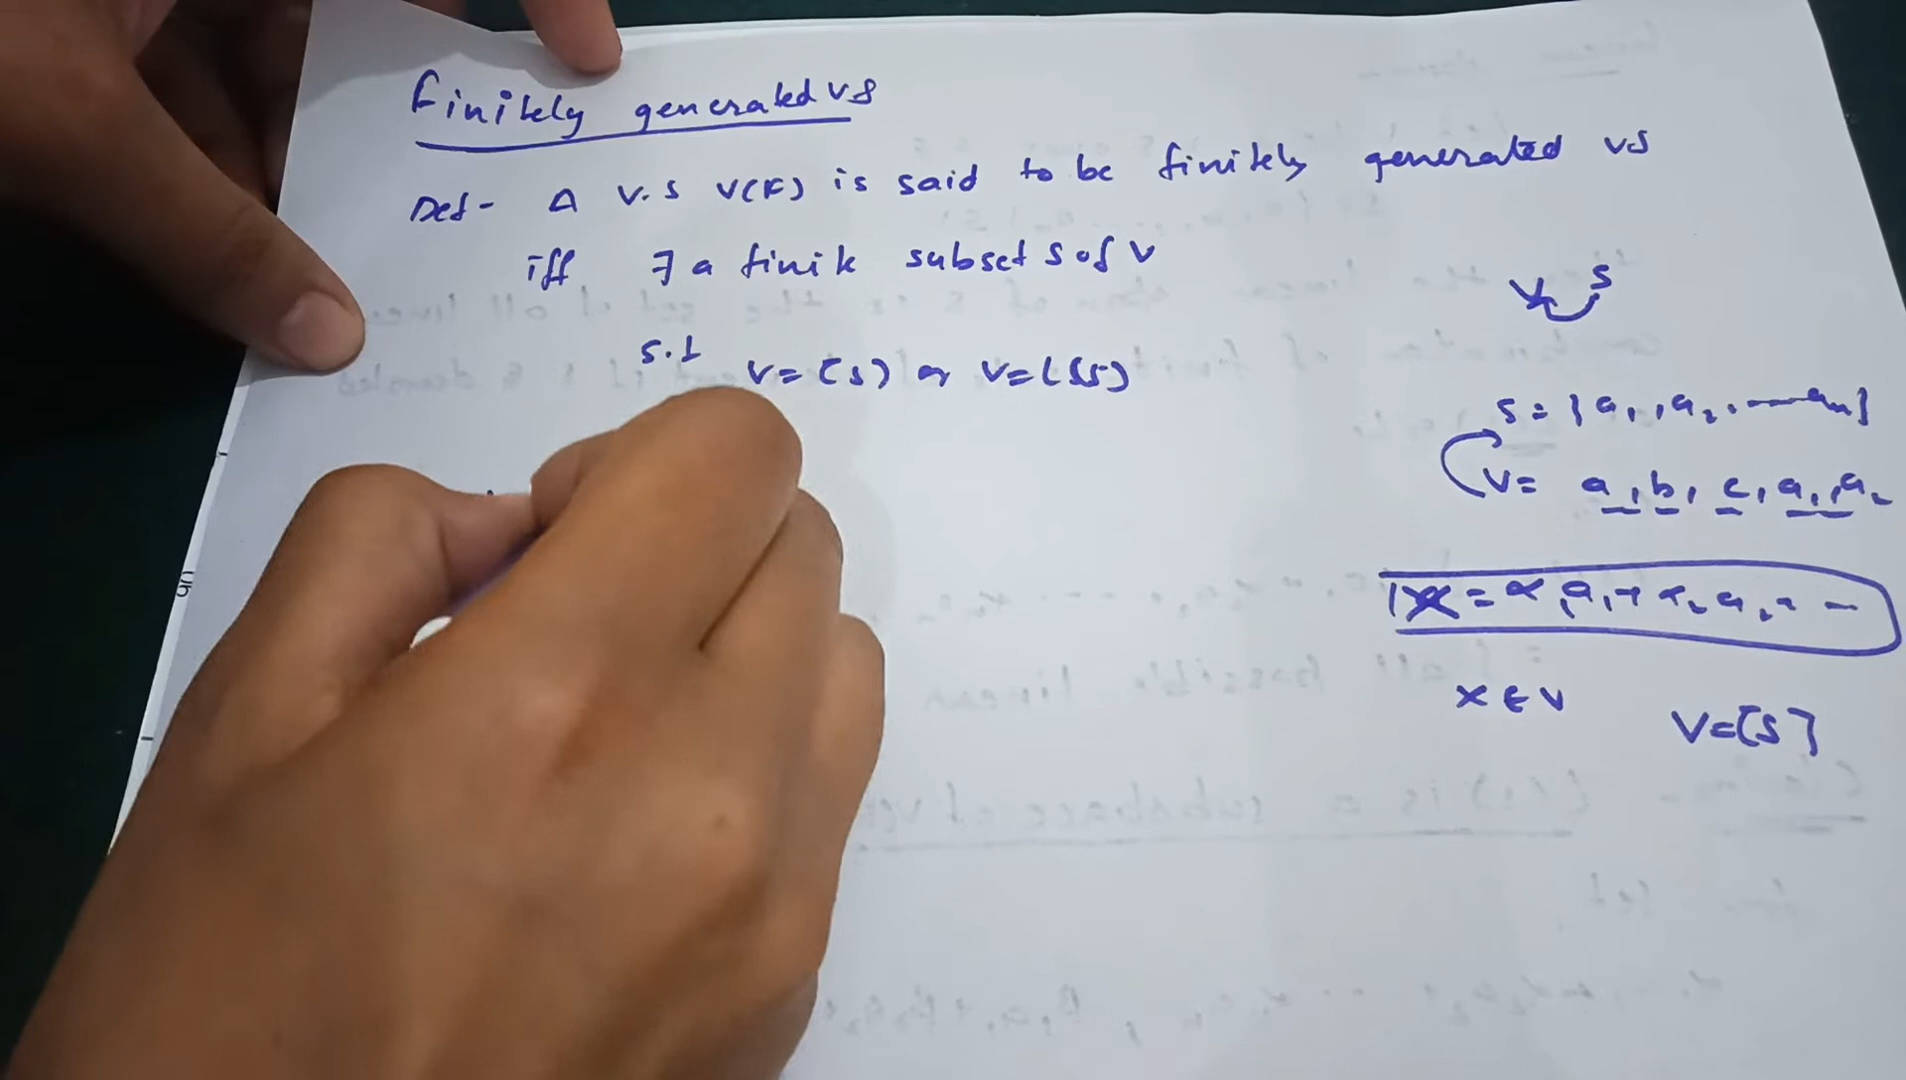 Finitely generated VS
Def- A V.S V(F) is said to be finitely generated VS
iff ∃ a finite subset S of V
S.t V=[S] or V=L(S)
V S
S={a₁,a₂,—aₙ}
V= a,b,c,a₁,a₂
= α₁a₁+α₂a₂+—
x∈V
V=[S]